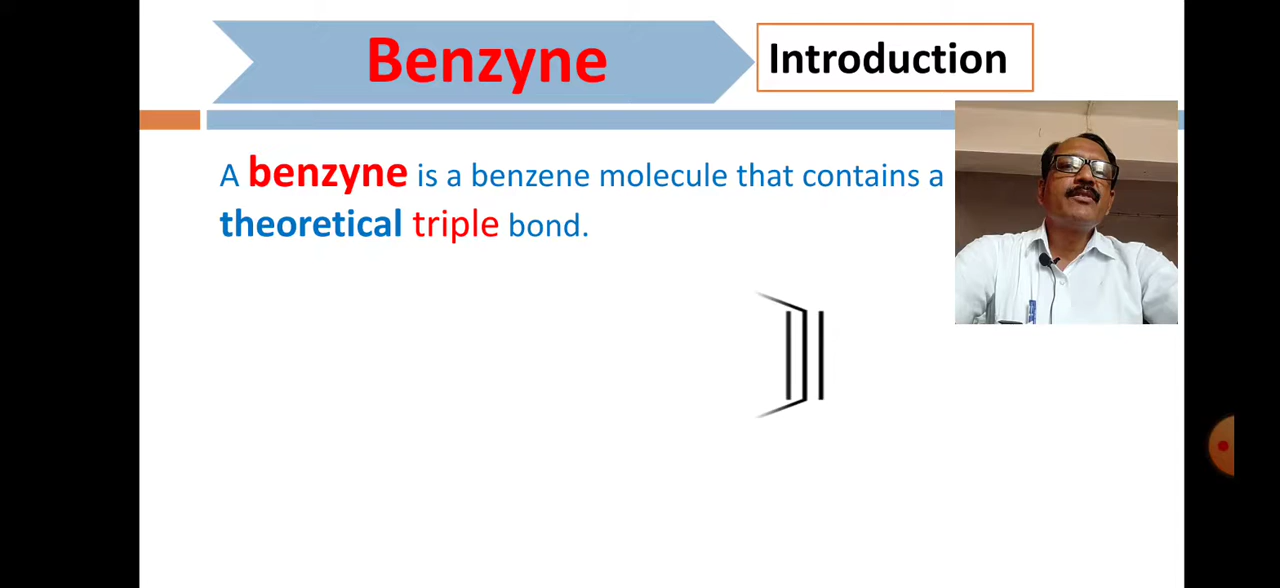 Benzyne
Introduction
A benzyne is a benzene molecule that contains a
theoretical triple bond.